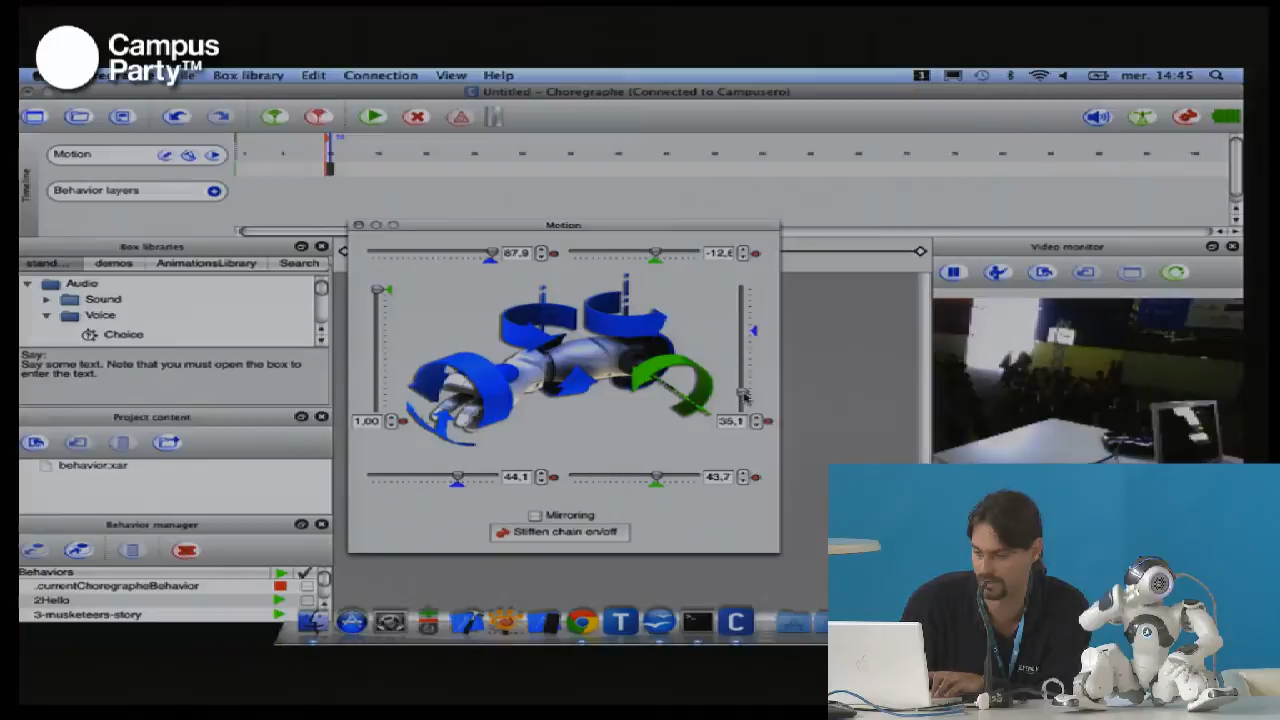 Campus
Party™
Box library Edit Connection View Help
1 mer. 14:45
Untitled - Choregraphe (Connected to Campusero)
Motion
Timeline
Behavior layers
Box libraries
stand... demos AnimationsLibrary Search
Audio
Sound
Voice
Choice
Say:
Say some text. Note that you must open the box to
enter the text.
Project content
behavior.xar
Behavior manager
Behaviors
.currentChoregrapheBehavior
2Hello
3-musketeers-story
Motion
87,9
-12,6
1,00
35,1
44,1
43,7
Mirroring
Stiffen chain on/off
Video monitor
T
C